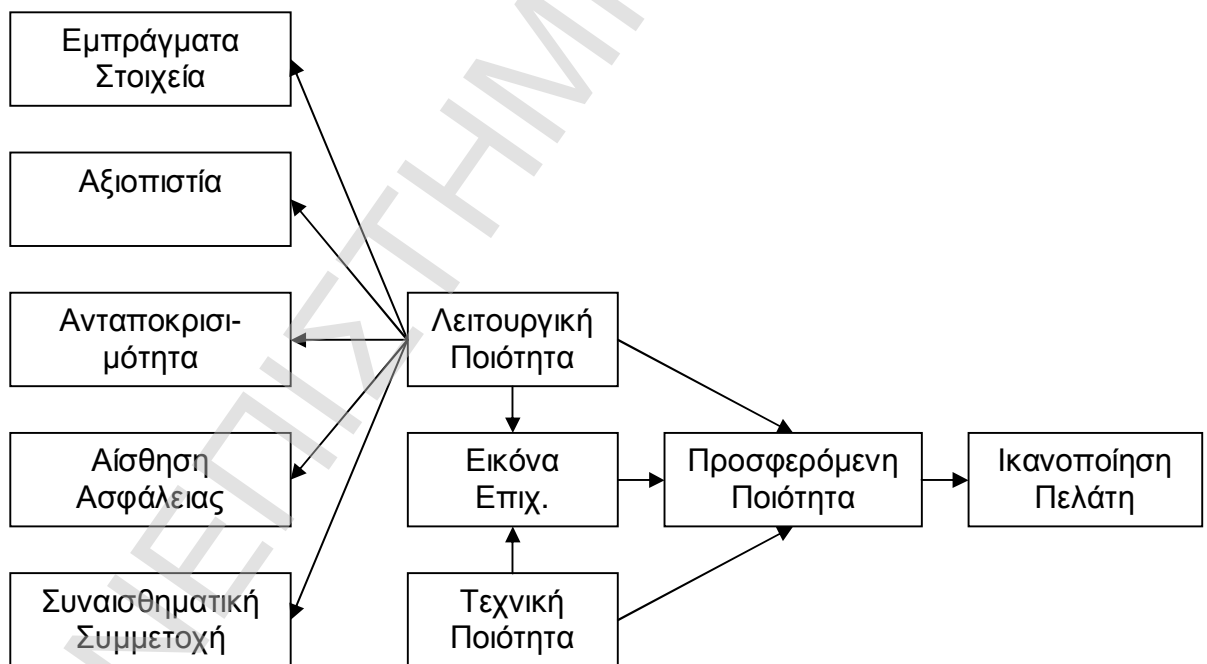 Εμπράγματα
Στοιχεία
Αξιοπιστία
Ανταποκρισι-
μότητα
Αίσθηση
Ασφάλειας
Συναισθηματική
Συμμετοχή
Λειτουργική
Ποιότητα
Εικόνα
Επιχ.
Τεχνική
Ποιότητα
Προσφερόμενη
Ποιότητα
Ικανοποίηση
Πελάτη